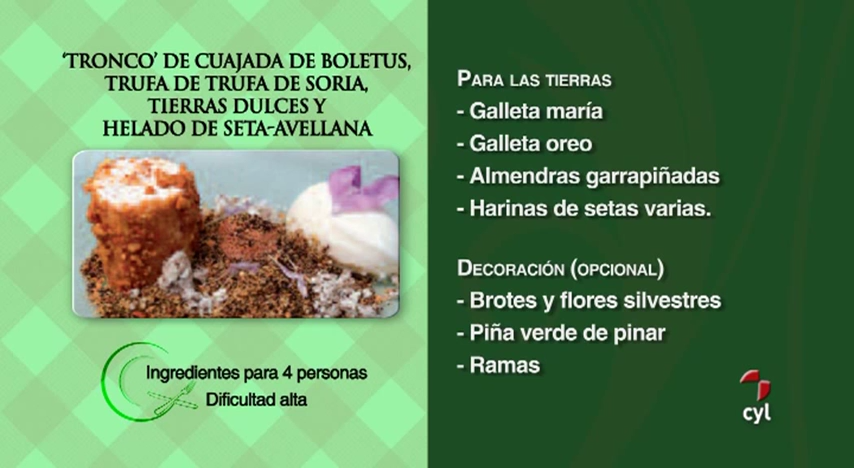 ‘TRONCO’ DE CUAJADA DE BOLETUS,
TRUFA DE TRUFA DE SORIA,
TIERRAS DULCES Y
HELADO DE SETA-AVELLANA
Ingredientes para 4 personas
Dificultad alta
PARA LAS TIERRAS
- Galleta maría
- Galleta oreo
- Almendras garrapiñadas
- Harinas de setas varias.
DECORACIÓN (OPCIONAL)
- Brotes y flores silvestres
- Piña verde de pinar
- Ramas
cyl